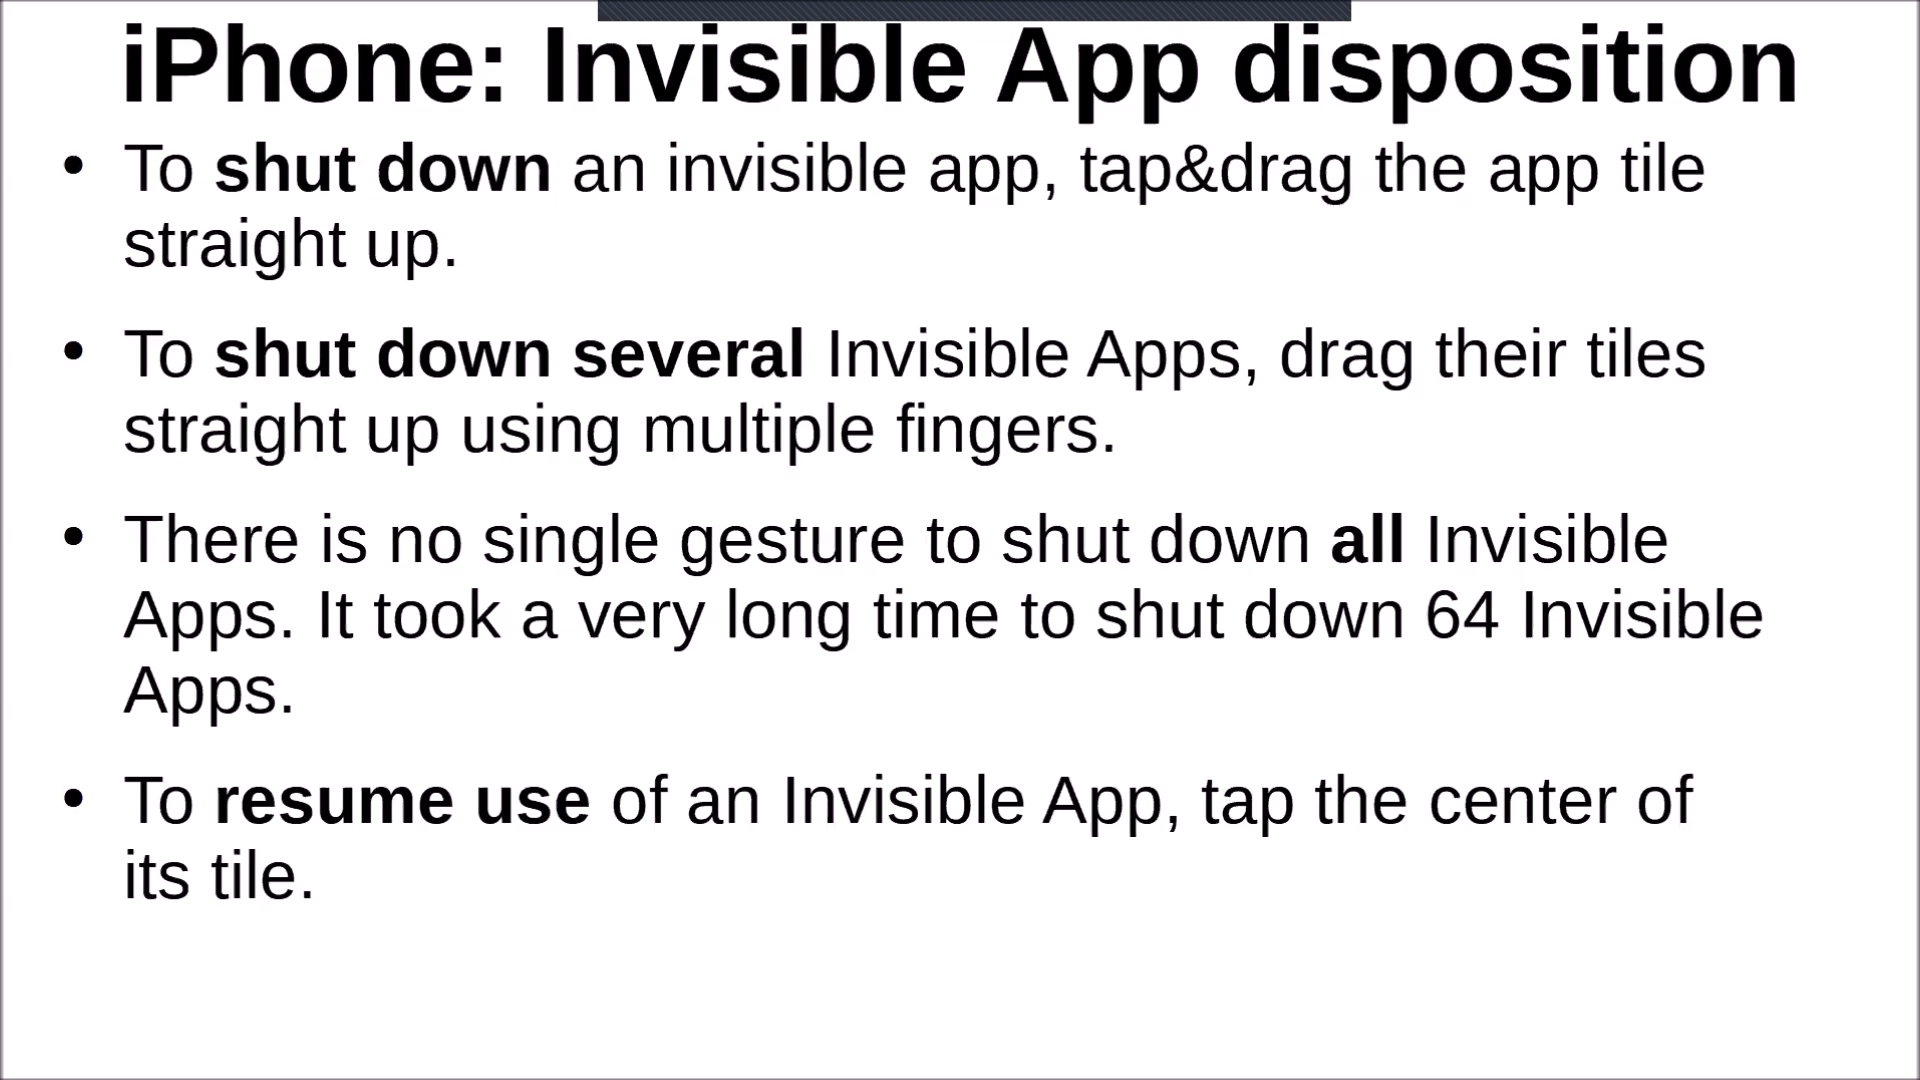 iPhone: Invisible App disposition
• To shut down an invisible app, tap&drag the app tile
straight up.
• To shut down several Invisible Apps, drag their tiles
straight up using multiple fingers.
• There is no single gesture to shut down all Invisible
Apps. It took a very long time to shut down 64 Invisible
Apps.
• To resume use of an Invisible App, tap the center of
its tile.